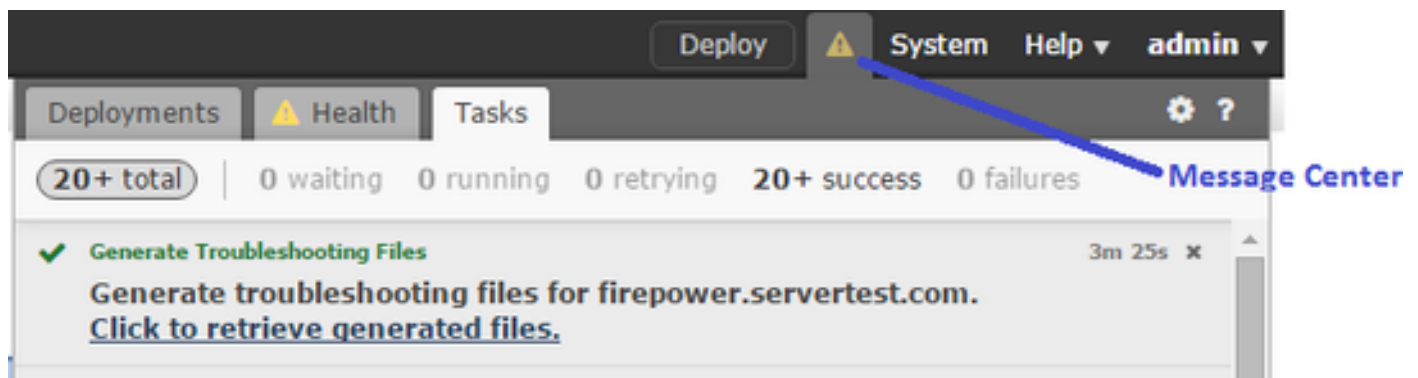 Deploy System Help admin
Deployments Health Tasks ?
20+ total 0 waiting 0 running 0 retrying 20+ success 0 failures
Message Center
Generate Troubleshooting Files 3m 25s
Generate troubleshooting files for firepower.servertest.com.
Click to retrieve generated files.